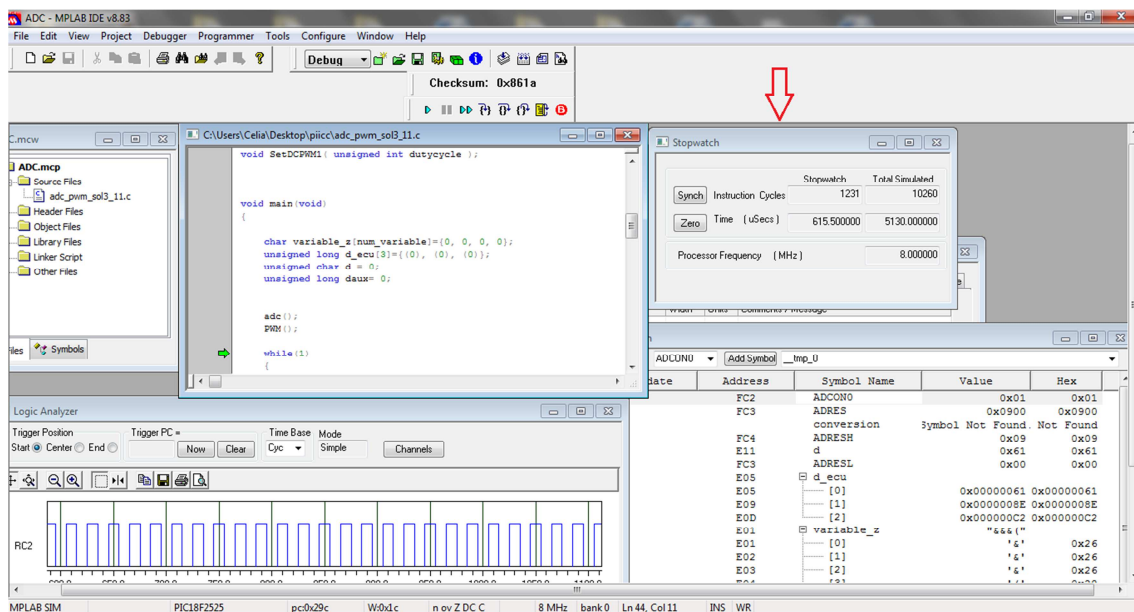 ADC - MPLAB IDE v8.83
File Edit View Project Debugger Programmer Tools Configure Window Help
Debug
Checksum: 0x861a
C.mcw
ADC.mcp
Source Files
adc_pwm_sol3_11.c
Header Files
Object Files
Library Files
Linker Script
Other Files
Files Symbols
C:\Users\Celia\Desktop\piicc\adc_pwm_sol3_11.c
void SetDCPWM1( unsigned int dutycycle );
void main(void)
{
char variable_z[num_variable]={0, 0, 0, 0};
unsigned long d_ecu[3]={(0), (0), (0)};
unsigned char d = 0;
unsigned long daux= 0;
adc();
PWM();
while(1)
{
Stopwatch
Stopwatch Total Simulated
Synch Instruction Cycles 1231 10260
Zero Time (uSecs) 615.500000 5130.000000
Processor Frequency (MHz) 8.000000
Width Units Comments / Message
ADCON0 Add Symbol __tmp_0
date Address Symbol Name Value Hex
FC2 ADCON0 0x01 0x01
FC3 ADRES 0x0900 0x0900
conversion Symbol Not Found. Not Found
FC4 ADRESH 0x09 0x09
E11 d 0x61 0x61
FC3 ADRESL 0x00 0x00
E05 d_ecu
E05 [0] 0x00000061 0x00000061
E09 [1] 0x0000008E 0x0000008E
E0D [2] 0x000000C2 0x000000C2
E01 variable_z "&&&("
E01 [0] '&' 0x26
E02 [1] '&' 0x26
E03 [2] '&' 0x26
Logic Analyzer
Trigger Position Trigger PC = Time Base Mode
Start Center End Now Clear Cyc Simple Channels
RC2
MPLAB SIM PIC18F2525 pc:0x29c W:0x1c n ov Z DC C 8 MHz bank 0 Ln 44, Col 11 INS WR